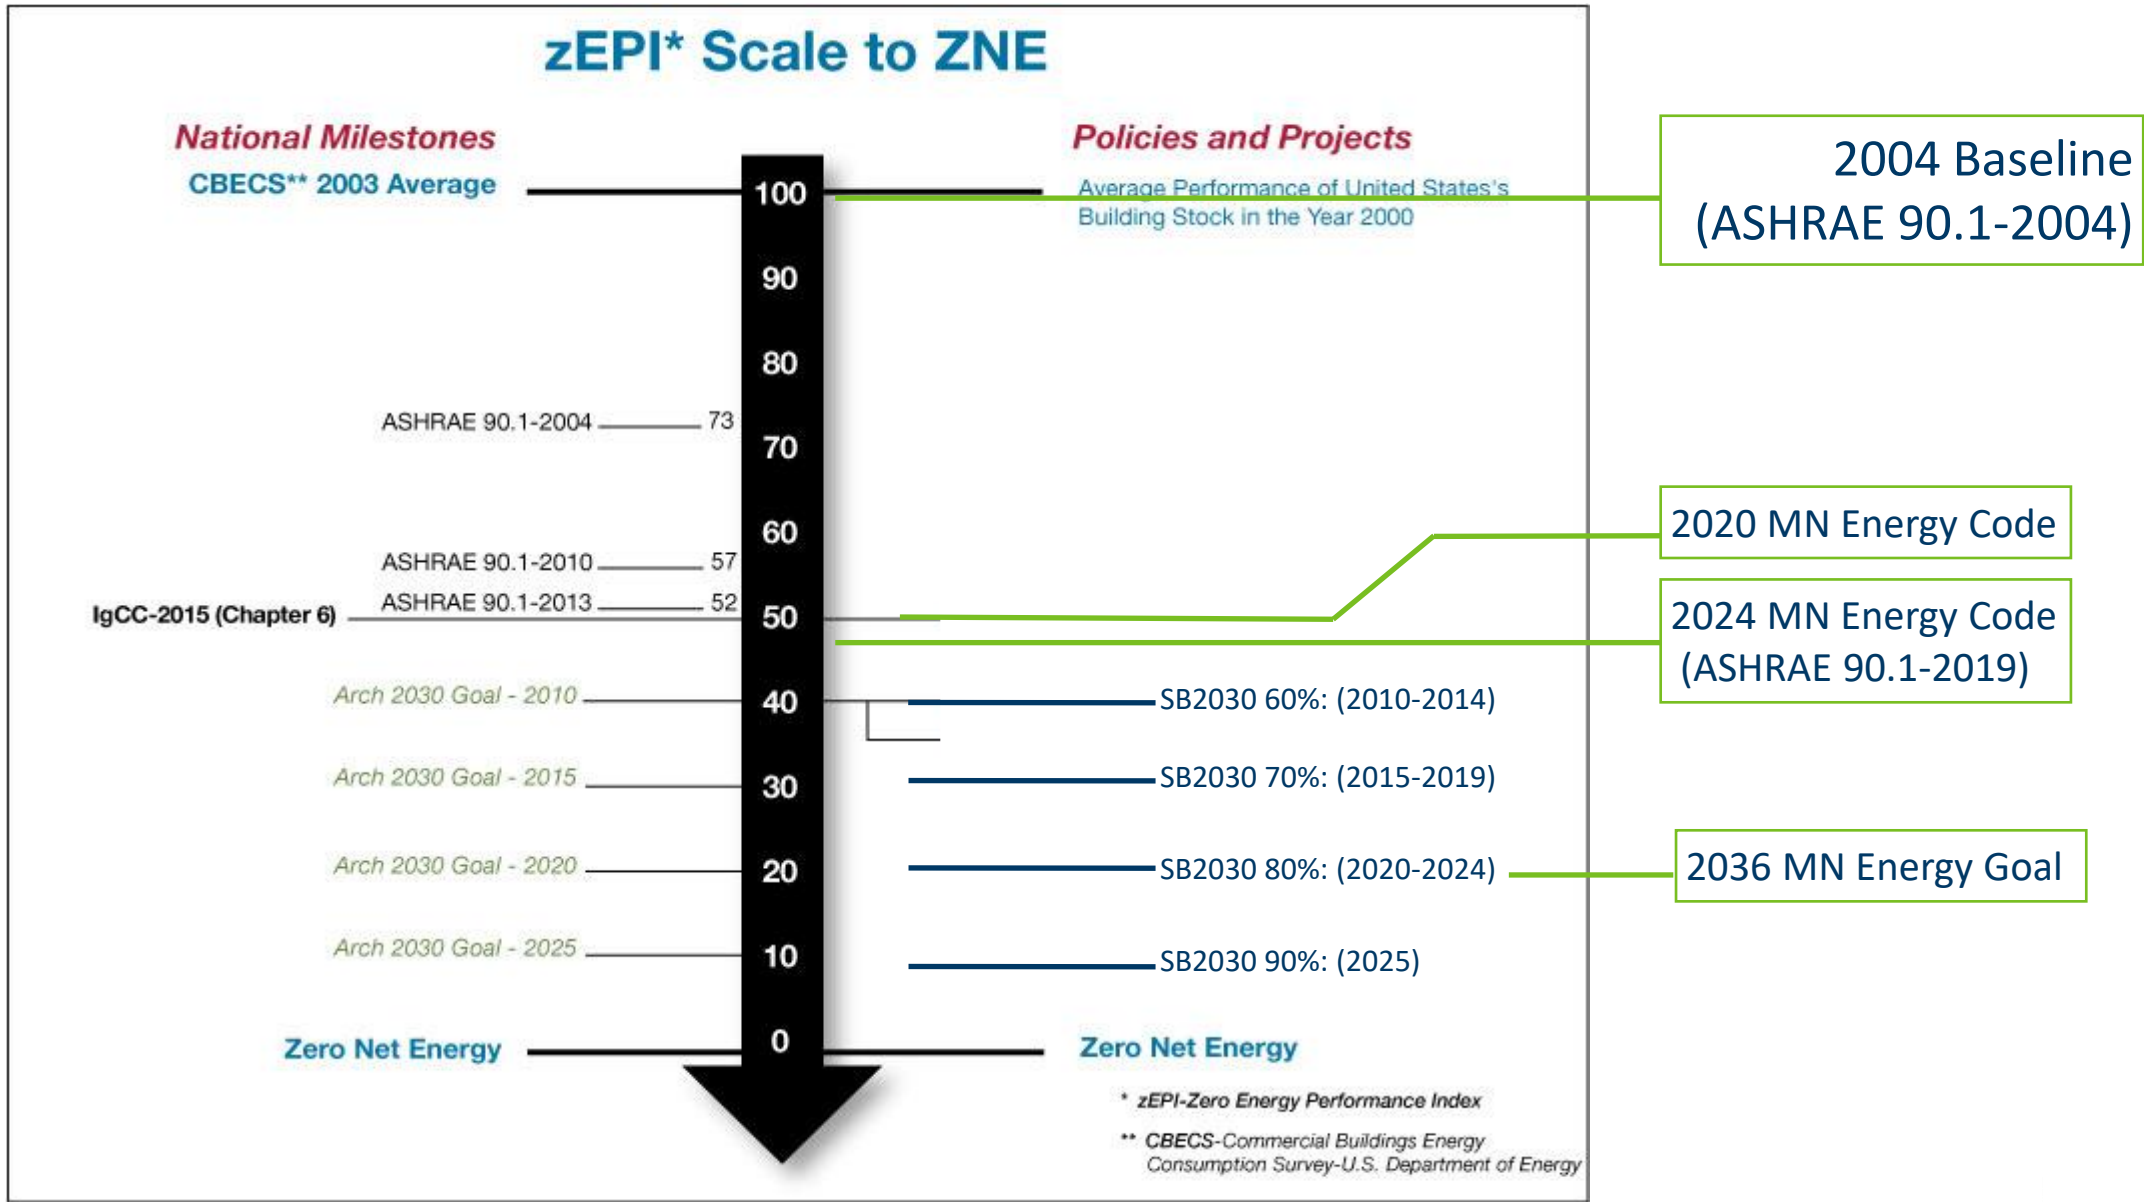 zEPI* Scale to ZNE
National Milestones
CBECS** 2003 Average
ASHRAE 90.1-2004 73
ASHRAE 90.1-2010 57
ASHRAE 90.1-2013 52
IgCC-2015 (Chapter 6)
Arch 2030 Goal - 2010
Arch 2030 Goal - 2015
Arch 2030 Goal - 2020
Arch 2030 Goal - 2025
Zero Net Energy
100
90
80
70
60
50
40
30
20
10
0
Policies and Projects
Average Performance of United States's
Building Stock in the Year 2000
SB2030 60%: (2010-2014)
SB2030 70%: (2015-2019)
SB2030 80%: (2020-2024)
SB2030 90%: (2025)
Zero Net Energy
* zEPI-Zero Energy Performance Index
** CBECS-Commercial Buildings Energy
Consumption Survey-U.S. Department of Energy
2004 Baseline
(ASHRAE 90.1-2004)
2020 MN Energy Code
2024 MN Energy Code
(ASHRAE 90.1-2019)
2036 MN Energy Goal